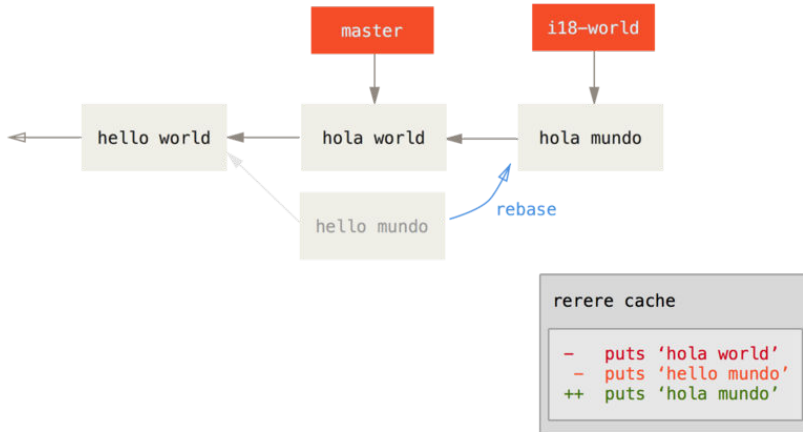 master
i18-world
hello world
hola world
hola mundo
hello mundo
rebase
rerere cache
- puts ‘hola world’
- puts ‘hello mundo’
++ puts ‘hola mundo’